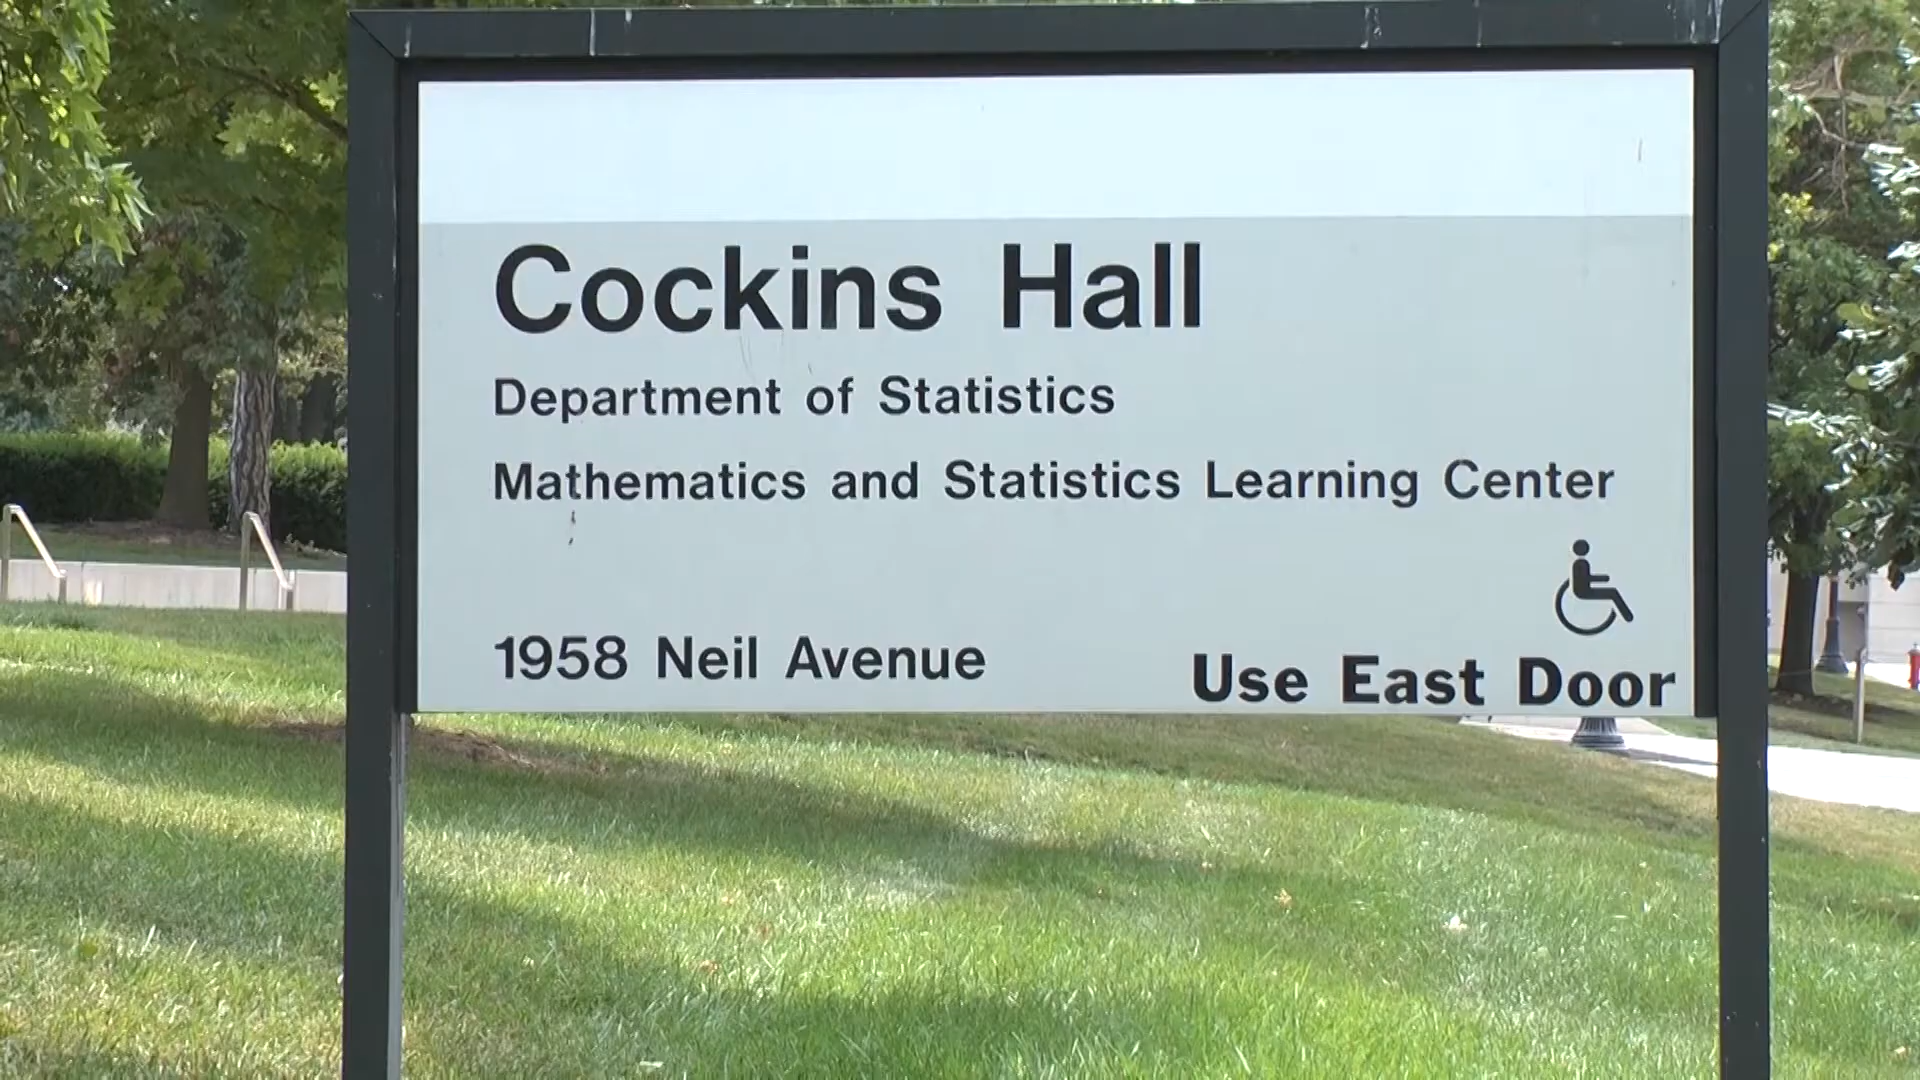 Cockins Hall
Department of Statistics
Mathematics and Statistics Learning Center
1958 Neil Avenue
Use East Door